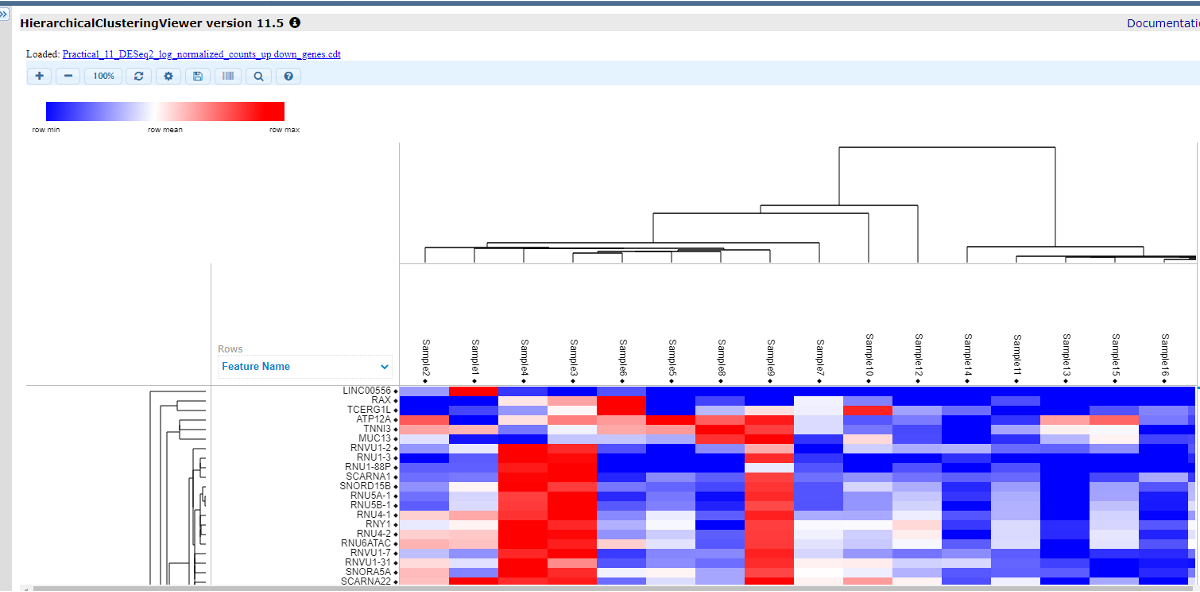 HierarchicalClusteringViewer version 11.5
Documentati
Loaded: Practical_11_DESeq2_log_normalized_counts_up.down_genes.cdt
100%
row min row mean row max
Rows
Feature Name
Sample2 Sample1 Sample4 Sample3 Sample6 Sample5 Sample8 Sample9 Sample7 Sample10 Sample12 Sample14 Sample11 Sample13 Sample15 Sample16
LINC00556
RAX
TCERG1L
ATP12A
TNNI3
MUC13
RNVU1-2
RNU1-3
RNU1-88P
SCARNA1
SNORD15B
RNU5A-1
RNU5B-1
RNU4-1
RNY1
RNU4-2
RNU6ATAC
RNVU1-7
RNVU1-31
SNORA5A
SCARNA22